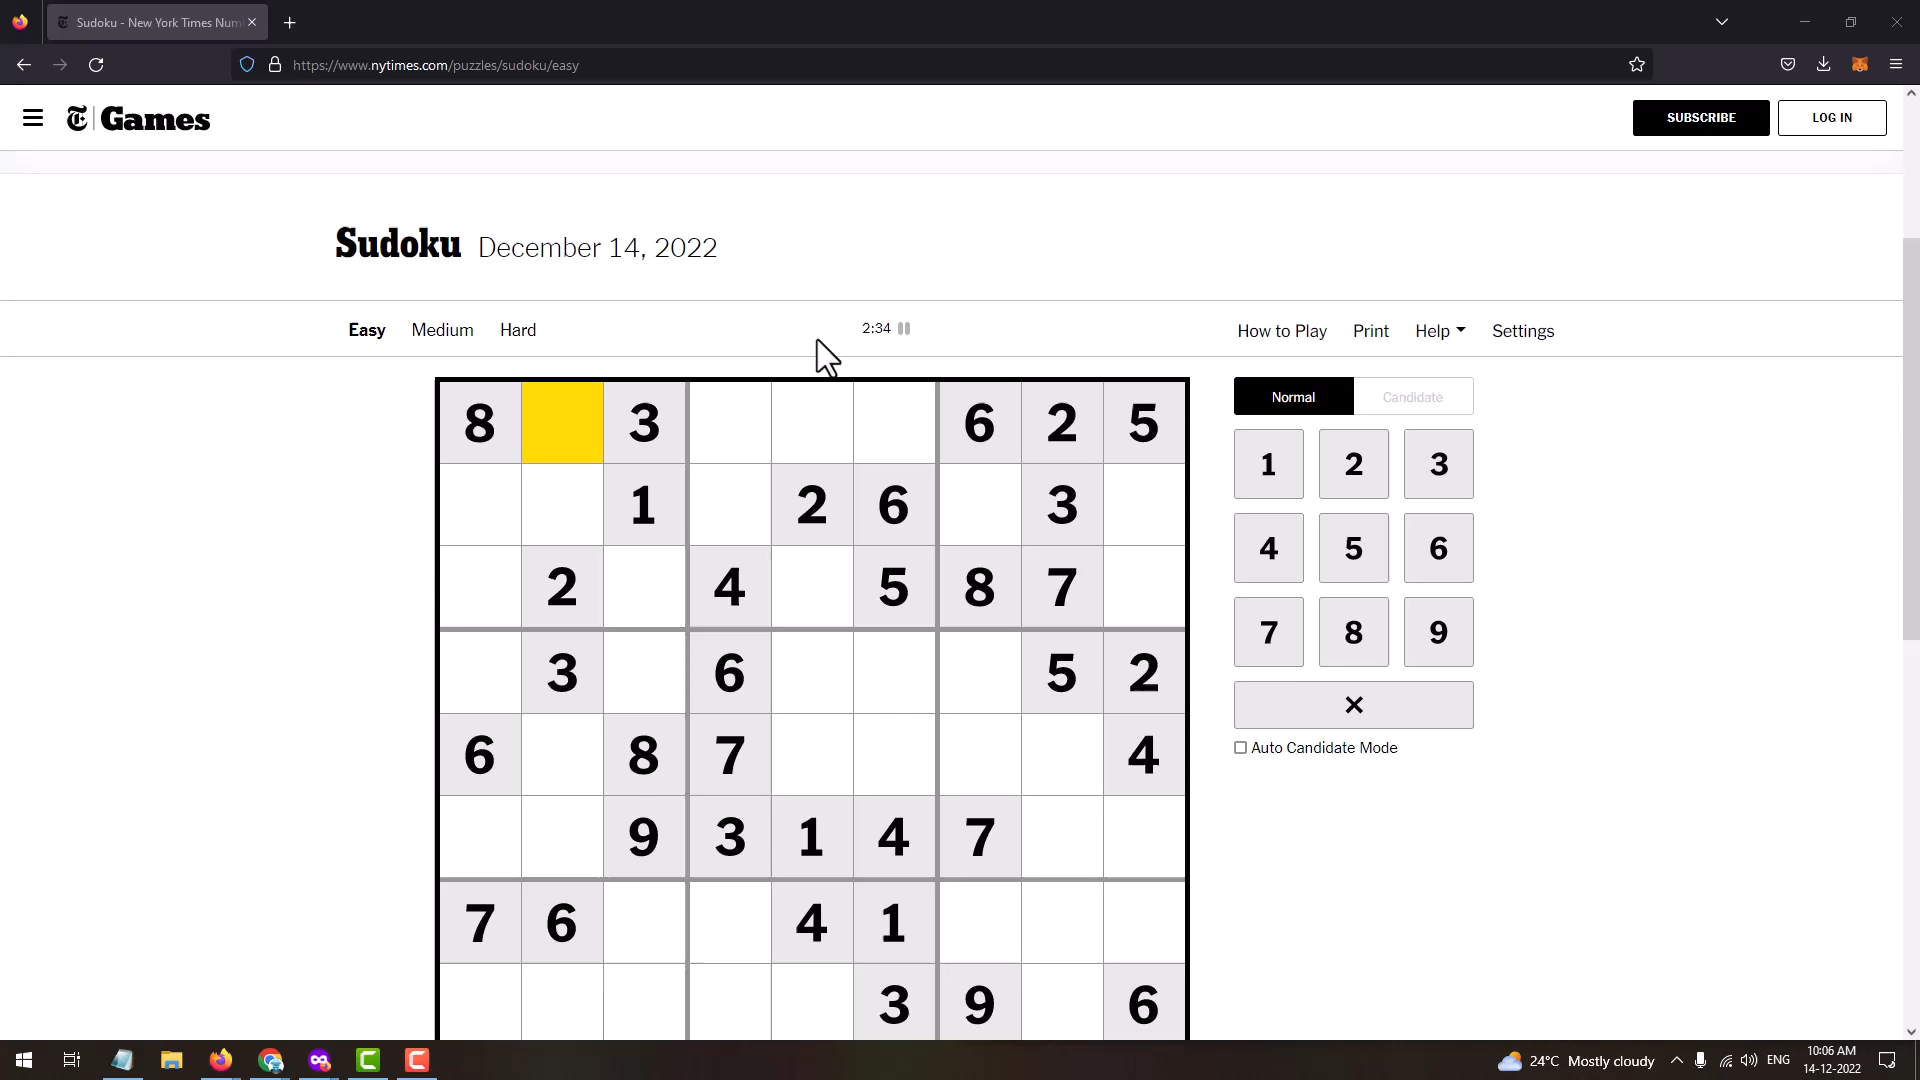 Sudoku - New York Times Num
https://www.nytimes.com/puzzles/sudoku/easy
Games
SUBSCRIBE
LOG IN
Sudoku December 14, 2022
Easy Medium Hard
2:34
How to Play Print Help Settings
8 3 6 2 5
1 2 6 3
2 4 5 8 7
3 6 5 2
6 8 7 4
9 3 1 4 7
7 6 4 1
3 9 6
Normal Candidate
1 2 3
4 5 6
7 8 9
Auto Candidate Mode
24°C Mostly cloudy
ENG
10:06 AM
14-12-2022